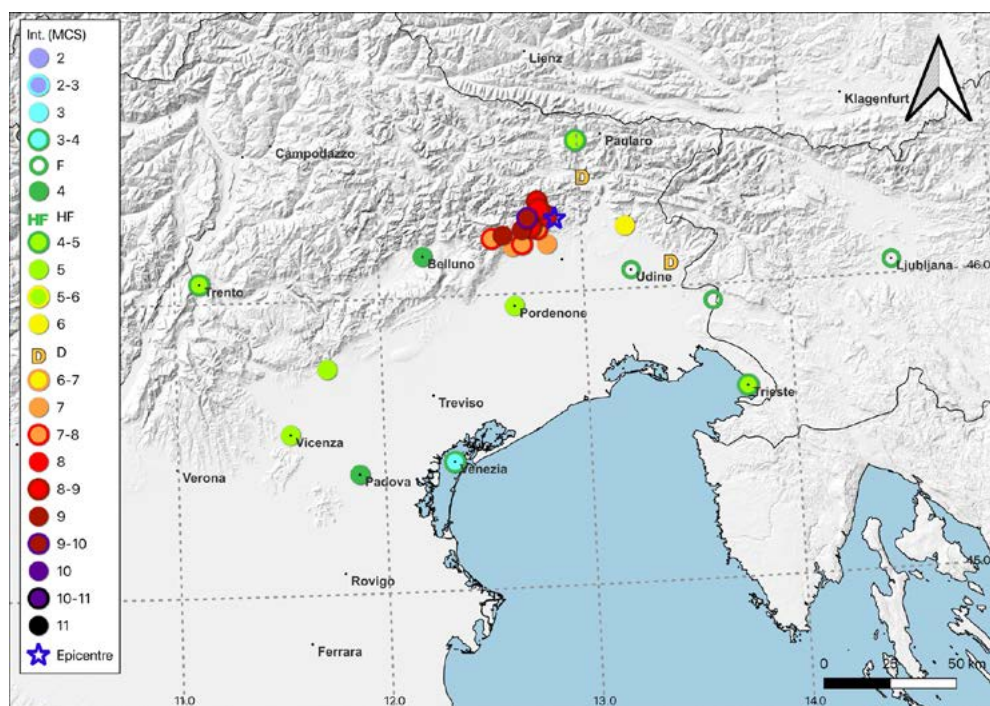 Int. (MCS)
2
2-3
3
3-4
F
4
HF HF
4-5
5
5-6
6
D D
6-7
7
7-8
8
8-9
9
9-10
10
10-11
11
Epicentre
Lienz
Klagenfurt
Campodazzo
Paularo
D
Belluno
Trento
D
Udine
Ljubljana
46.0
Pordenone
Treviso
Trieste
Vicenza
Verona
Padova
Venezia
45.0
Rovigo
Ferrara
0 25 50 km
11.0
12.0
13.0
14.0